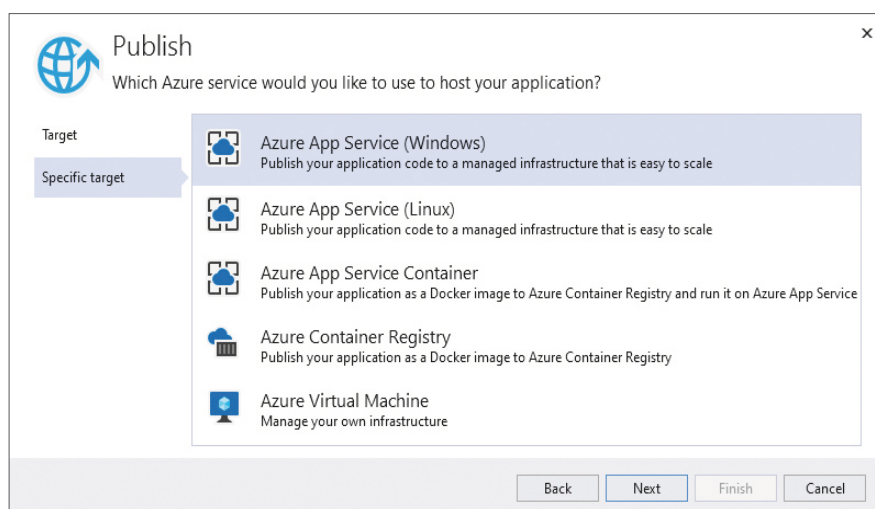 Publish
Which Azure service would you like to use to host your application?
Target
Specific target
Azure App Service (Windows)
Publish your application code to a managed infrastructure that is easy to scale
Azure App Service (Linux)
Publish your application code to a managed infrastructure that is easy to scale
Azure App Service Container
Publish your application as a Docker image to Azure Container Registry and run it on Azure App Service
Azure Container Registry
Publish your application as a Docker image to Azure Container Registry
Azure Virtual Machine
Manage your own infrastructure
Back Next Finish Cancel